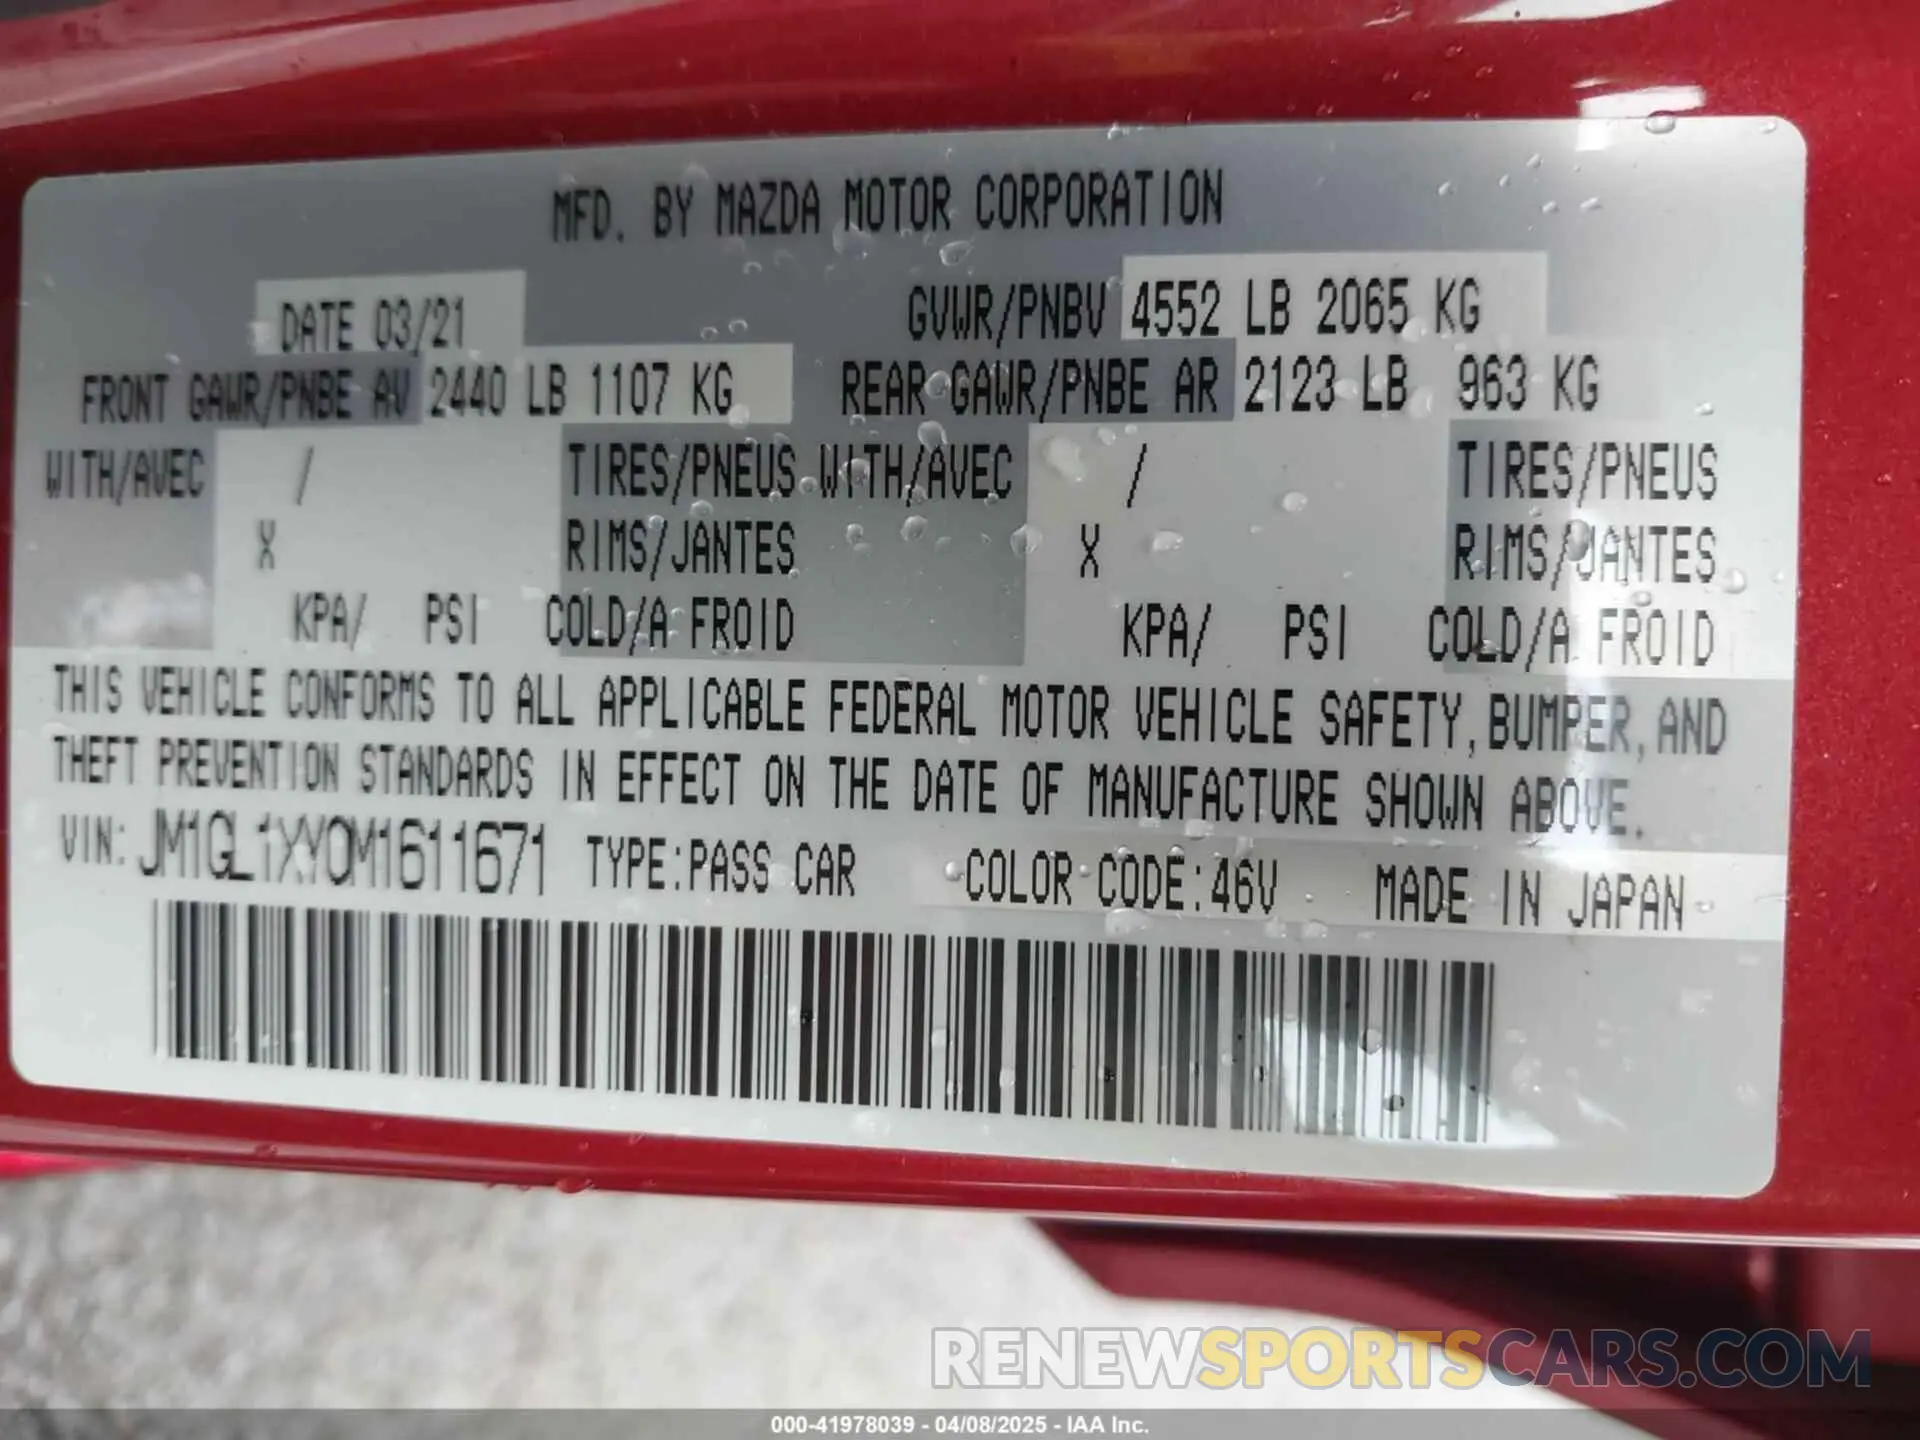 MFD. BY MAZDA MOTOR CORPORATION
DATE 03/21 GVWR/PNBV 4552 LB 2065 KG
FRONT GAWR/PNBE AV 2440 LB 1107 KG REAR GAWR/PNBE AR 2123 LB 963 KG
WITH/AVEC / TIRES/PNEUS WITH/AVEC / TIRES/PNEUS
X RIMS/JANTES X RIMS/JANTES
KPA/ PSI COLD/A FROID KPA/ PSI COLD/A FROID
THIS VEHICLE CONFORMS TO ALL APPLICABLE FEDERAL MOTOR VEHICLE SAFETY, BUMPER, AND
THEFT PREVENTION STANDARDS IN EFFECT ON THE DATE OF MANUFACTURE SHOWN ABOVE.
VIN: JM1GL1XY0M1611671 TYPE: PASS CAR COLOR CODE: 46V MADE IN JAPAN
RENEWSPORTSCARS.COM
000-41978039 - 04/08/2025 - IAA Inc.